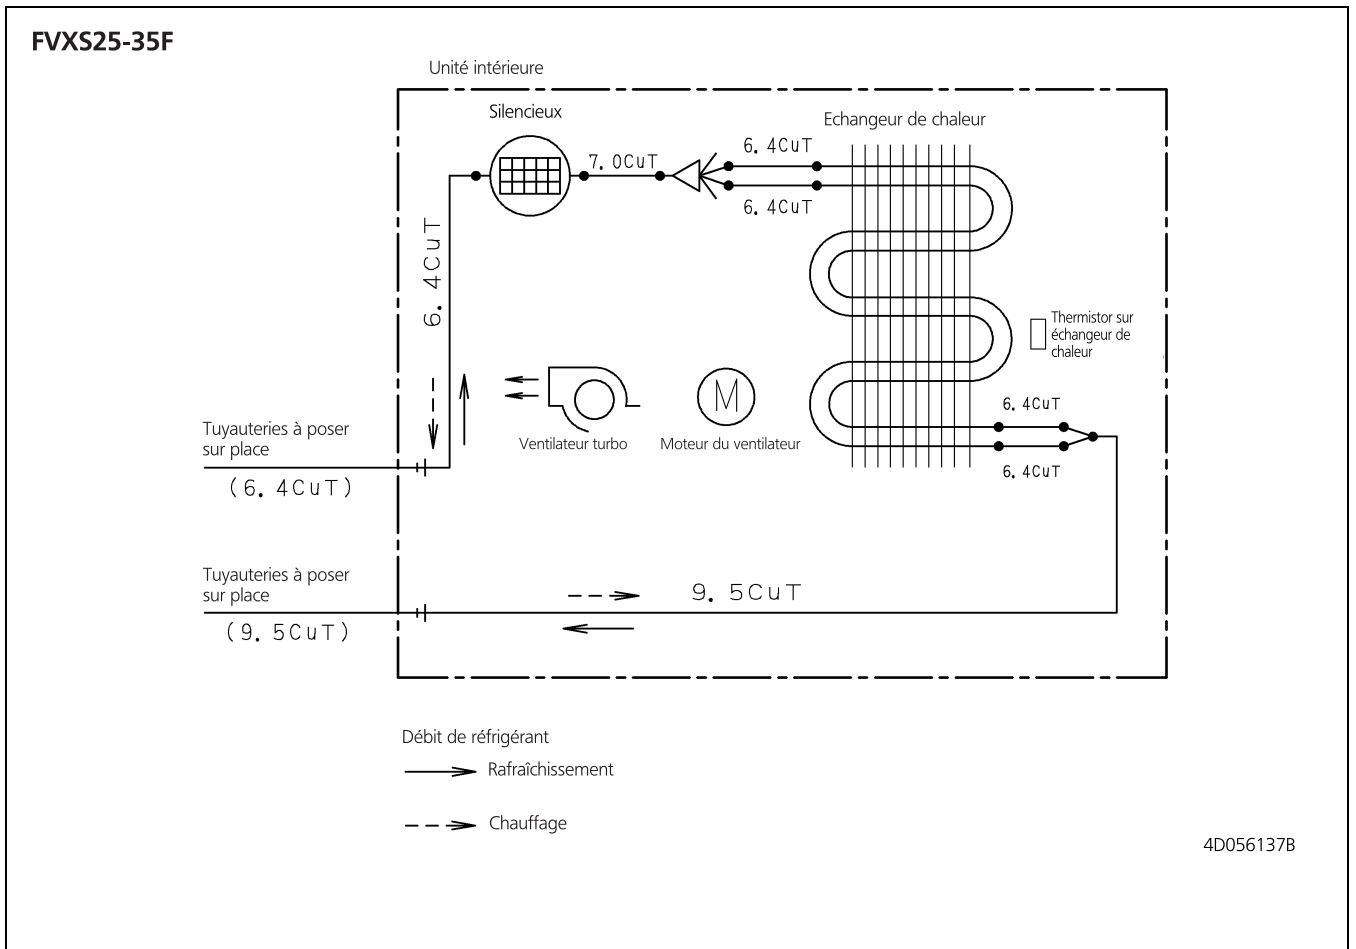 FVXS25-35F
Unité intérieure
Silencieux
Echangeur de chaleur
7. 0CuT
6. 4CuT
6. 4CuT
6. 4CuT
Thermistor sur
échangeur de
chaleur
M
Ventilateur turbo
Moteur du ventilateur
6. 4CuT
6. 4CuT
Tuyauteries à poser
sur place
(6. 4CuT)
Tuyauteries à poser
sur place
(9. 5CuT)
9. 5CuT
Débit de réfrigérant
Rafraîchissement
Chauffage
4D056137B